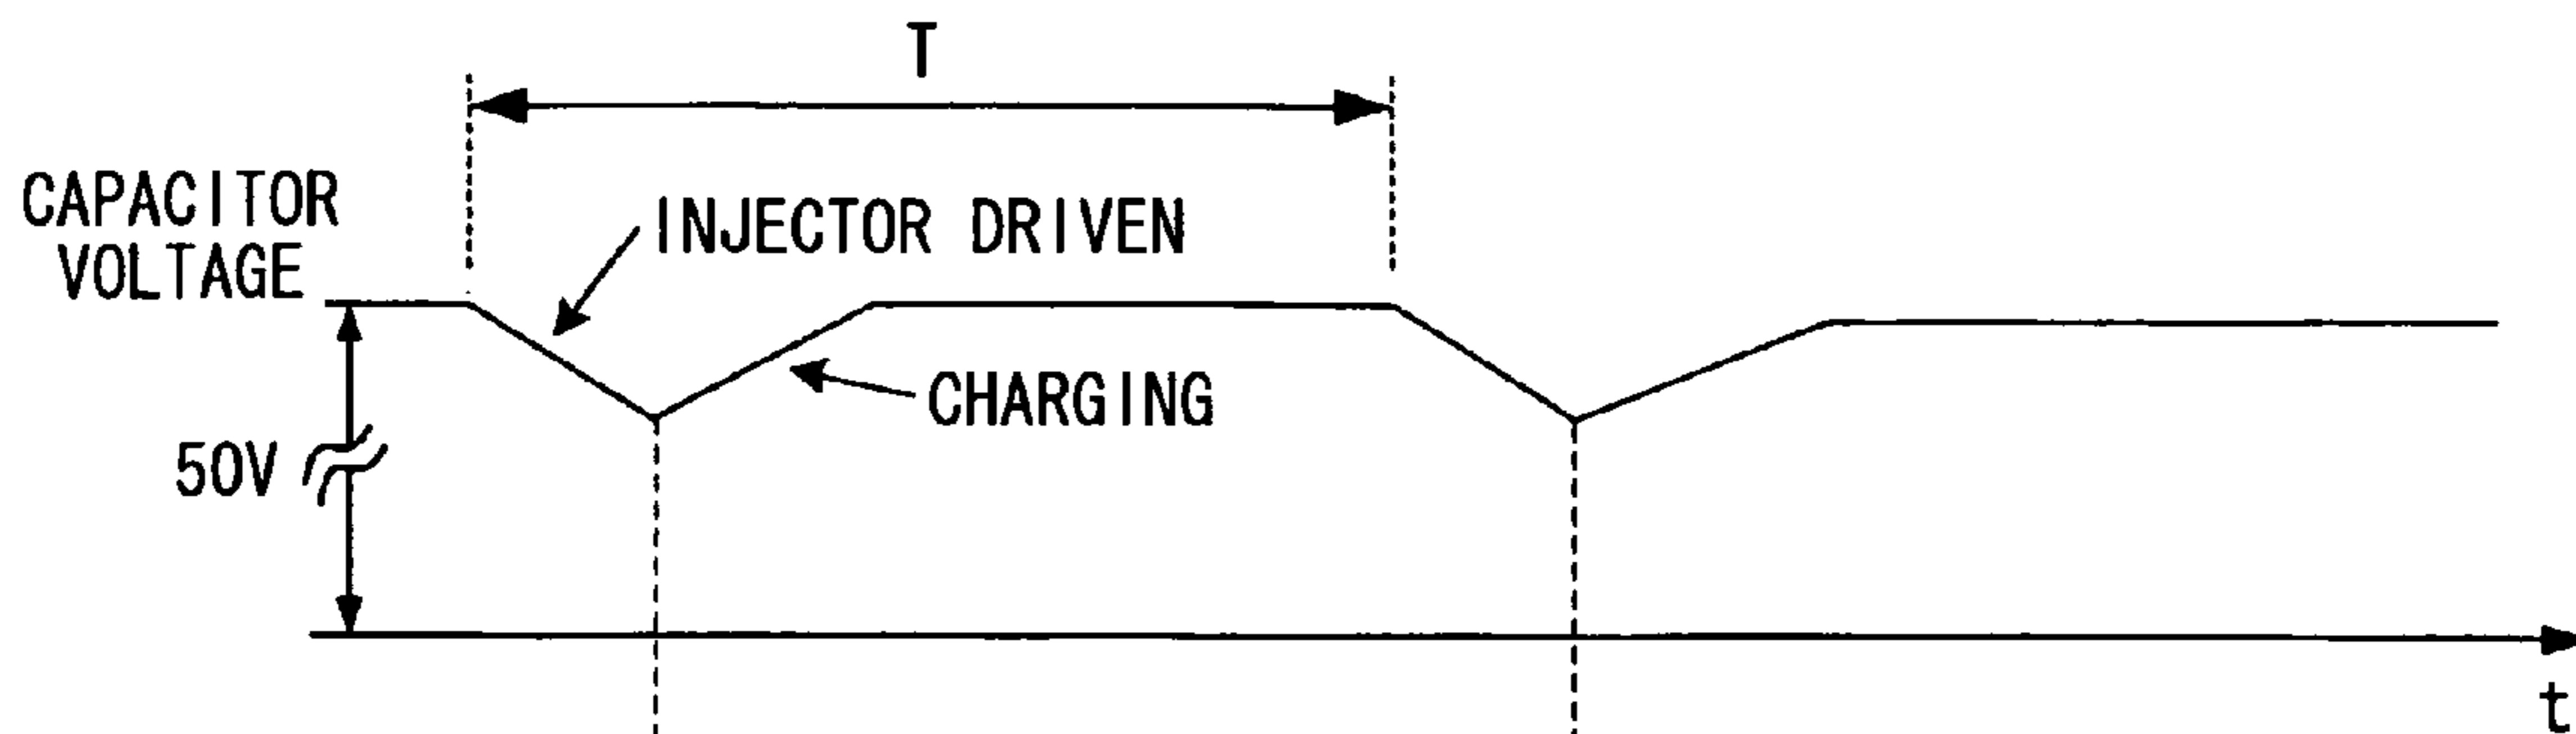 T
CAPACITOR
VOLTAGE
INJECTOR DRIVEN
CHARGING
50V
t